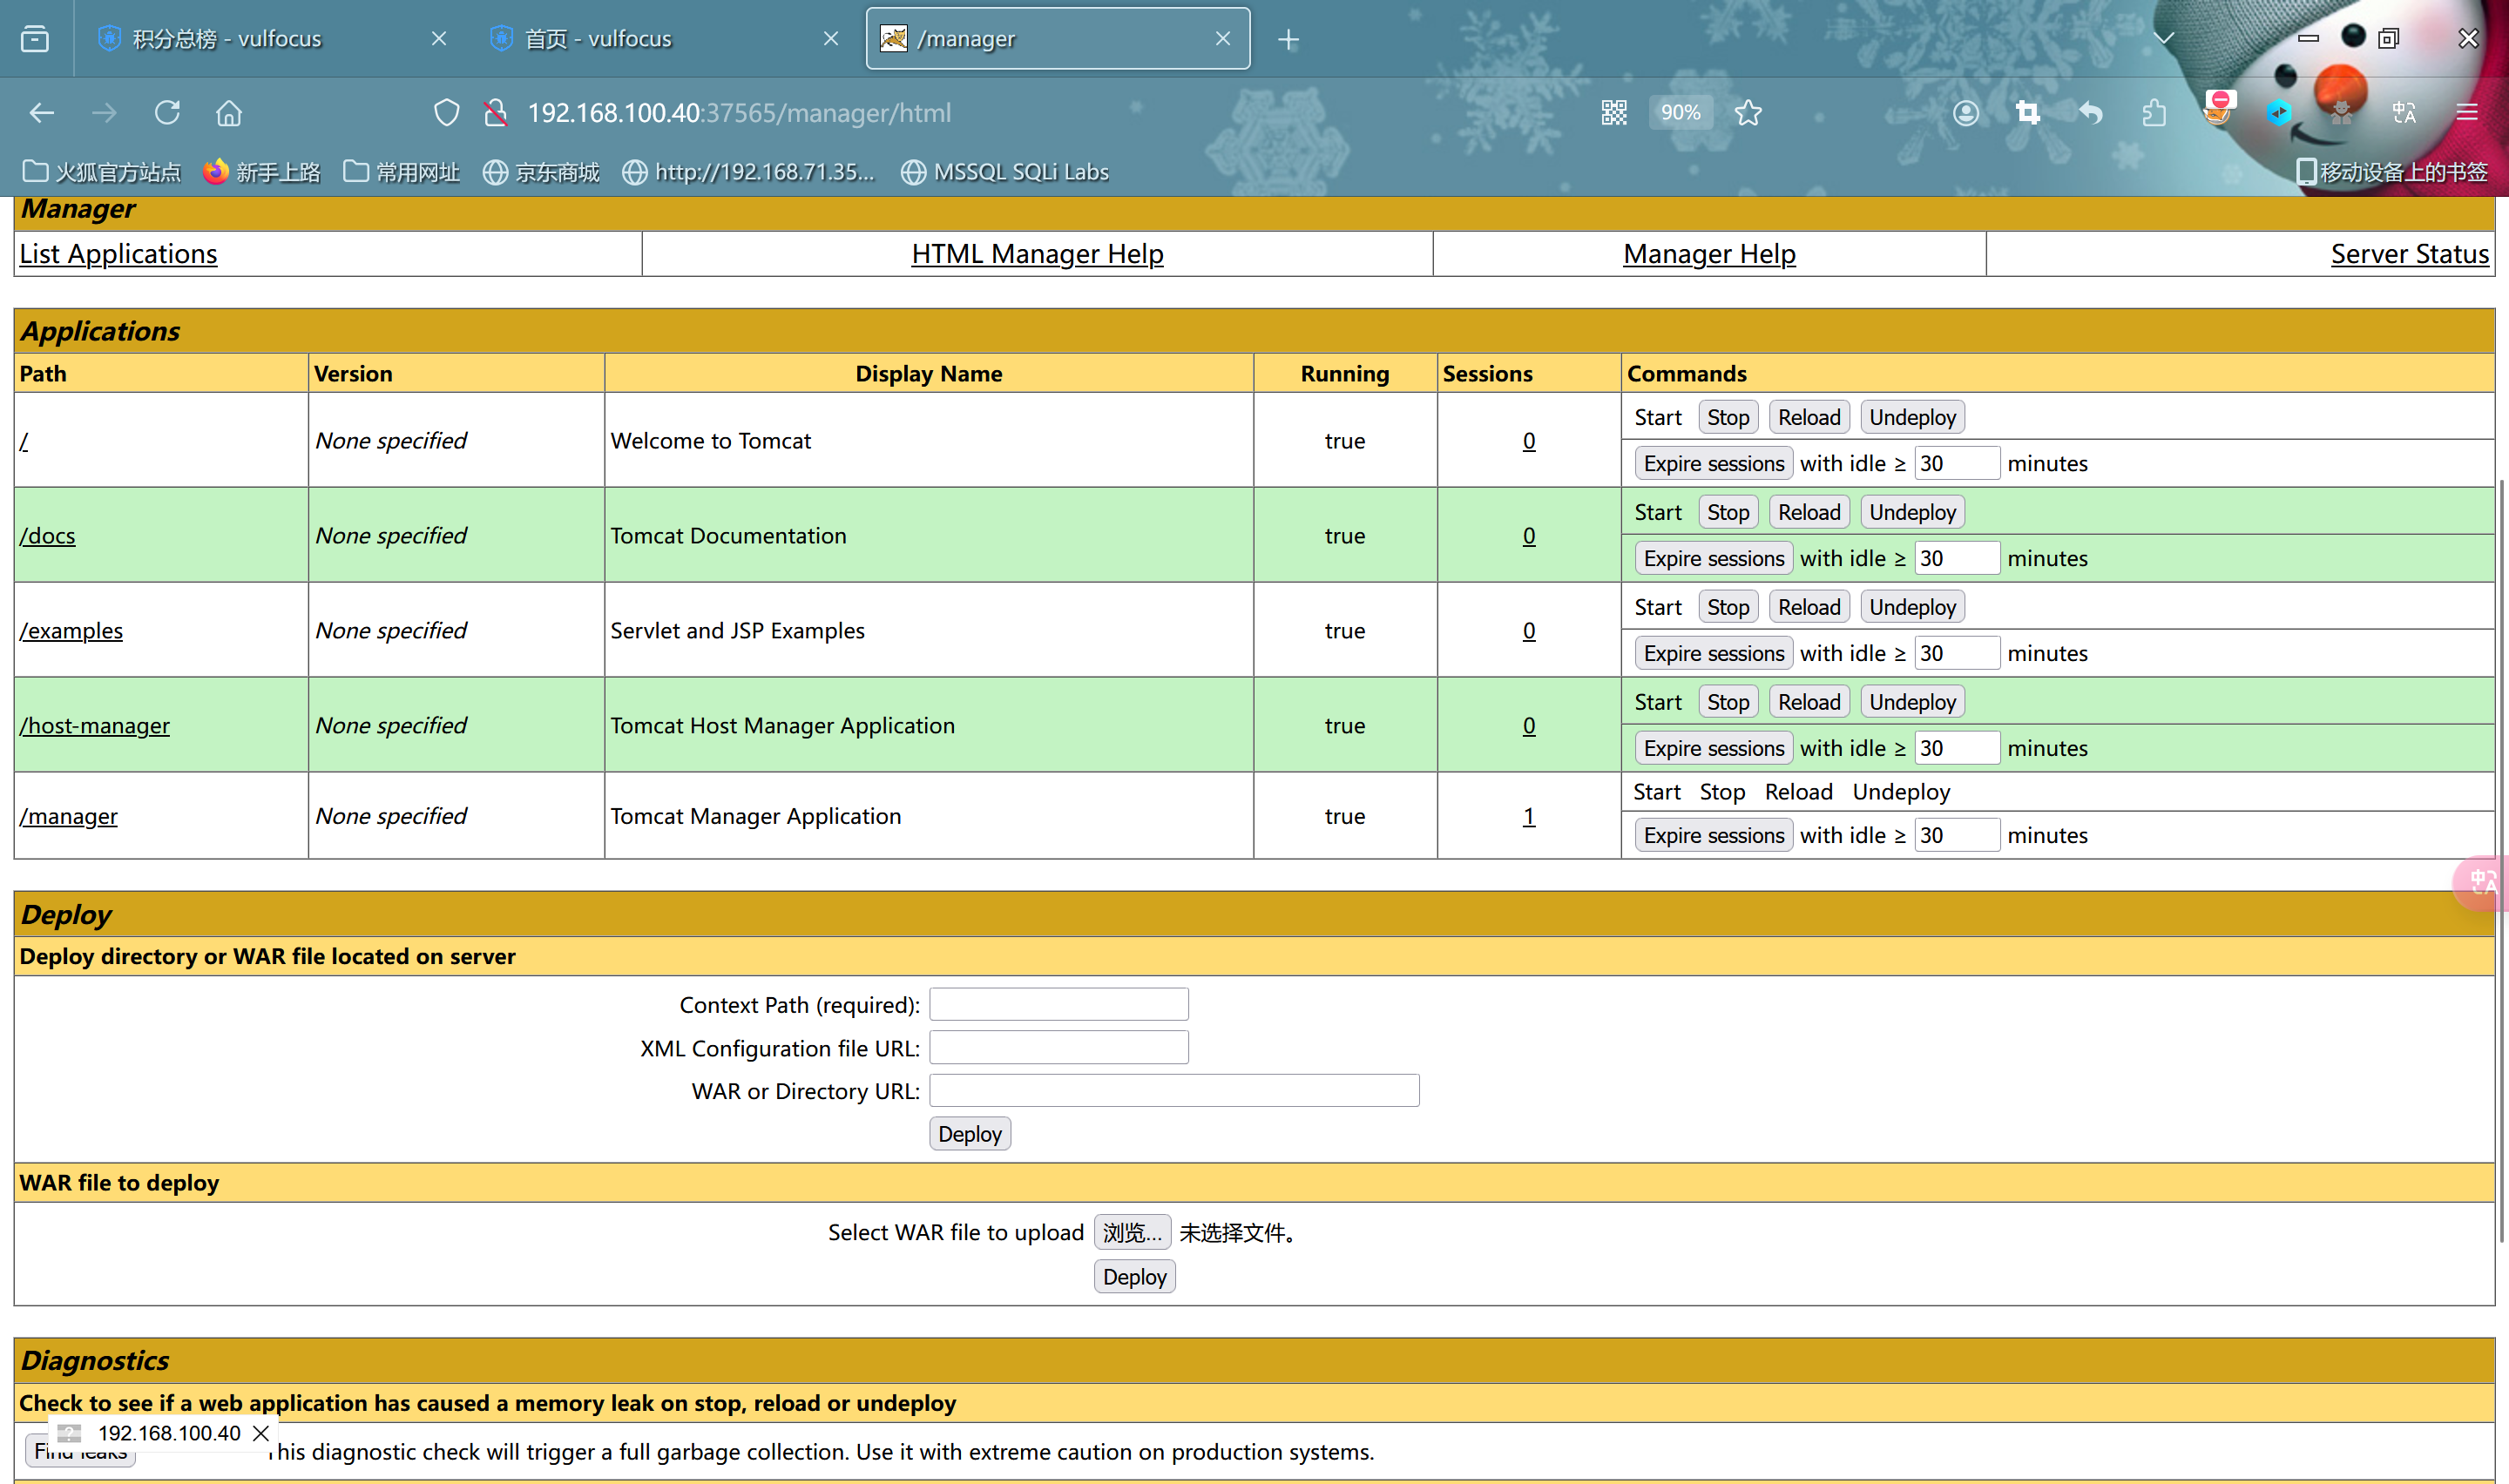 积分总榜 - vulfocus
首页 - vulfocus
/manager
192.168.100.40:37565/manager/html
90%
火狐官方站点
新手上路
常用网址
京东商城
http://192.168.71.35...
MSSQL SQLi Labs
移动设备上的书签
Manager
List Applications HTML Manager Help Manager Help Server Status
Applications
Path Version Display Name Running Sessions Commands
/ None specified Welcome to Tomcat true 0 Start Stop Reload Undeploy
Expire sessions with idle ≥ 30 minutes
/docs None specified Tomcat Documentation true 0 Start Stop Reload Undeploy
Expire sessions with idle ≥ 30 minutes
/examples None specified Servlet and JSP Examples true 0 Start Stop Reload Undeploy
Expire sessions with idle ≥ 30 minutes
/host-manager None specified Tomcat Host Manager Application true 0 Start Stop Reload Undeploy
Expire sessions with idle ≥ 30 minutes
/manager None specified Tomcat Manager Application true 1 Start Stop Reload Undeploy
Expire sessions with idle ≥ 30 minutes
中A
Deploy
Deploy directory or WAR file located on server
Context Path (required):
XML Configuration file URL:
WAR or Directory URL:
Deploy
WAR file to deploy
Select WAR file to upload 浏览... 未选择文件。
Deploy
Diagnostics
Check to see if a web application has caused a memory leak on stop, reload or undeploy
192.168.100.40
Find leaks This diagnostic check will trigger a full garbage collection. Use it with extreme caution on production systems.